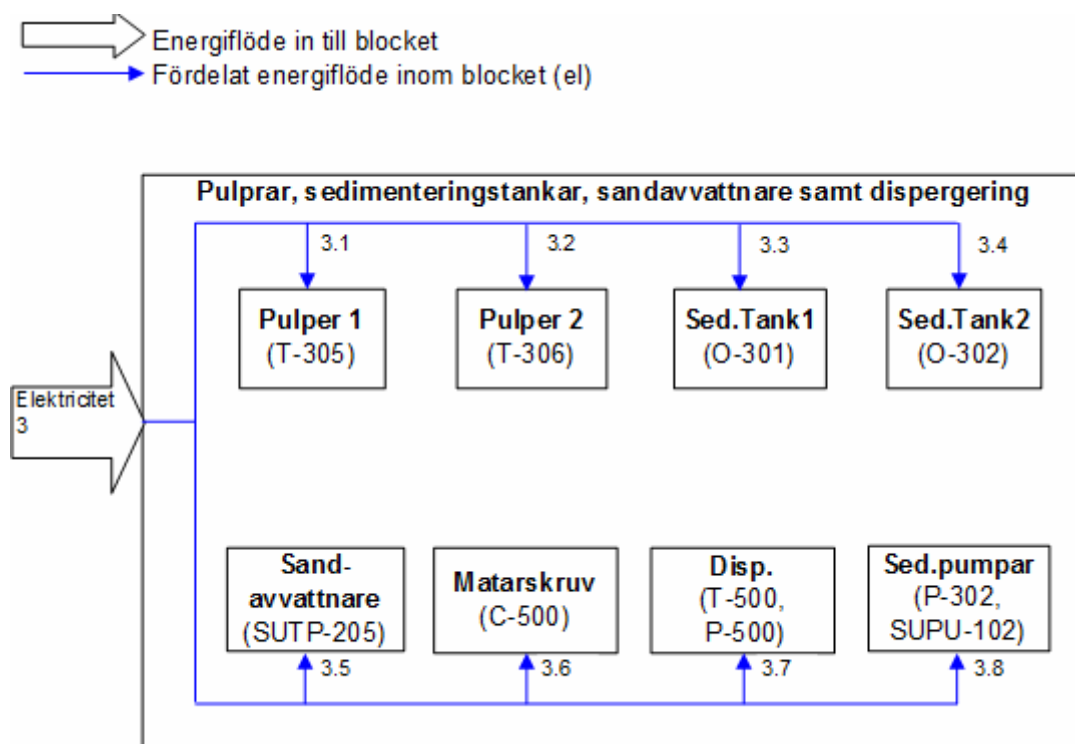 Energiflöde in till blocket
Fördelat energiflöde inom blocket (el)
Pulprar, sedimenteringstankar, sandavvattnare samt dispergering
3.1
3.2
3.3
3.4
Pulper 1
(T-305)
Pulper 2
(T-306)
Sed.Tank1
(O-301)
Sed.Tank2
(O-302)
Elektricitet
3
Sand-
avvattnare
(SUTP-205)
Matarskruv
(C-500)
Disp.
(T-500,
P-500)
Sed.pumpar
(P-302,
SUPU-102)
3.5
3.6
3.7
3.8